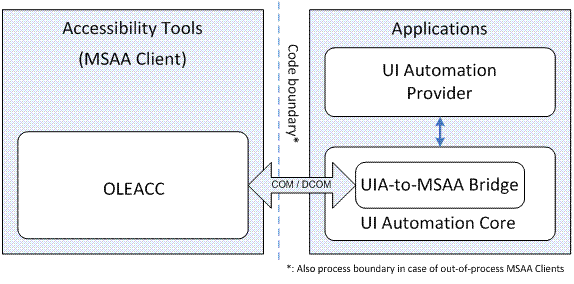 Accessibility Tools
(MSAA Client)
OLEACC
Code boundary*
COM / DCOM
Applications
UI Automation
Provider
UIA-to-MSAA Bridge
UI Automation Core
*: Also process boundary in case of out-of-process MSAA Clients